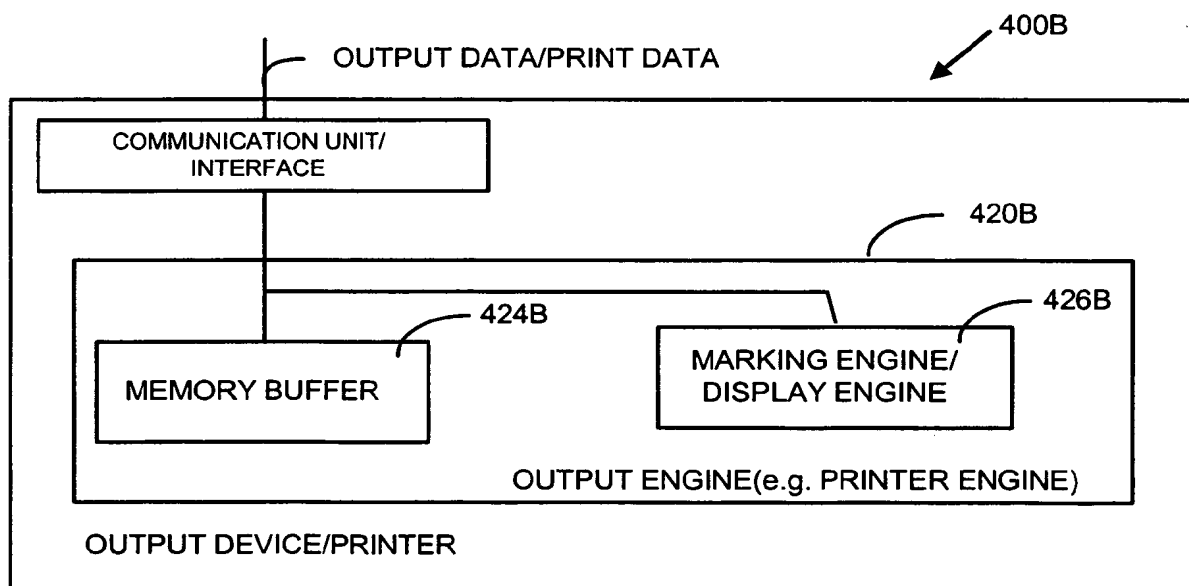 400B
OUTPUT DATA/PRINT DATA
COMMUNICATION UNIT/
INTERFACE
420B
424B
426B
MEMORY BUFFER
MARKING ENGINE/
DISPLAY ENGINE
OUTPUT ENGINE(e.g. PRINTER ENGINE)
OUTPUT DEVICE/PRINTER